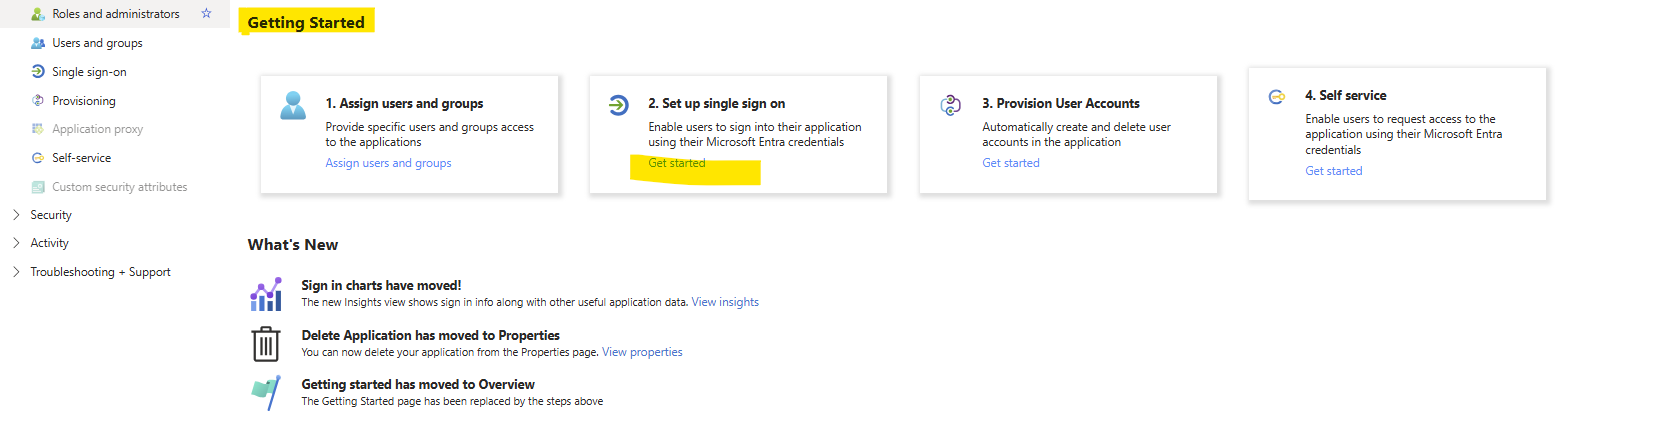 Roles and administrators
Users and groups
Single sign-on
Provisioning
Application proxy
Self-service
Custom security attributes
Security
Activity
Troubleshooting + Support
Getting Started
1. Assign users and groups
Provide specific users and groups access
to the applications
Assign users and groups
2. Set up single sign on
Enable users to sign into their application
using their Microsoft Entra credentials
Get started
3. Provision User Accounts
Automatically create and delete user
accounts in the application
Get started
4. Self service
Enable users to request access to the
application using their Microsoft Entra
credentials
Get started
What's New
Sign in charts have moved!
The new Insights view shows sign in info along with other useful application data. View insights
Delete Application has moved to Properties
You can now delete your application from the Properties page. View properties
Getting started has moved to Overview
The Getting Started page has been replaced by the steps above